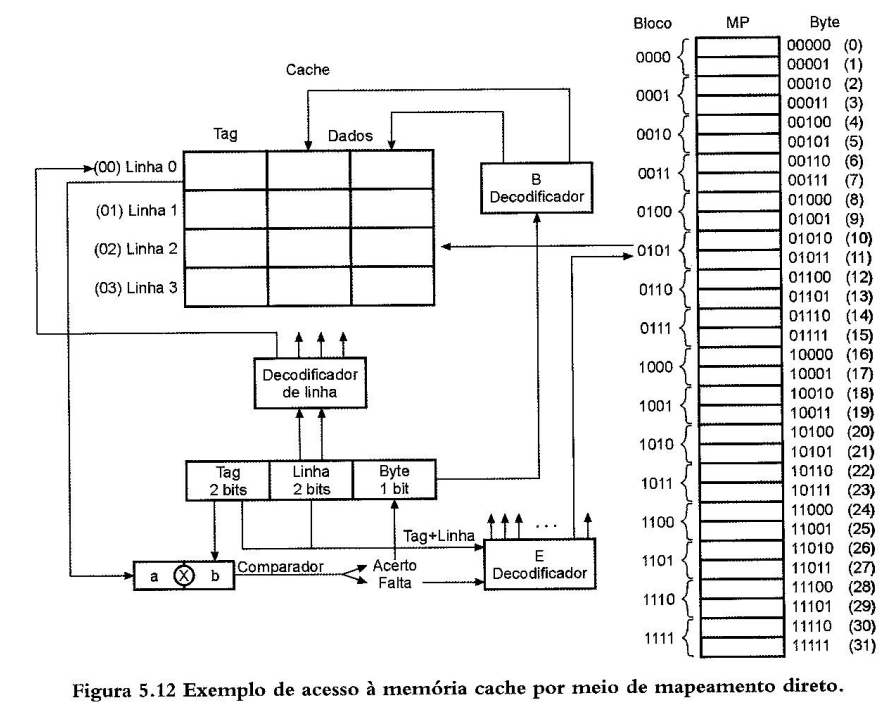 Bloco MP Byte
0000 00000 (0)
00001 (1)
0001 00010 (2)
00011 (3)
0010 00100 (4)
00101 (5)
0011 00110 (6)
00111 (7)
0100 01000 (8)
01001 (9)
0101 01010 (10)
01011 (11)
0110 01100 (12)
01101 (13)
0111 01110 (14)
01111 (15)
1000 10000 (16)
10001 (17)
1001 10010 (18)
10011 (19)
1010 10100 (20)
10101 (21)
1011 10110 (22)
10111 (23)
1100 11000 (24)
11001 (25)
1101 11010 (26)
11011 (27)
1110 11100 (28)
11101 (29)
1111 11110 (30)
11111 (31)
Cache
Tag Dados
(00) Linha 0
(01) Linha 1
(02) Linha 2
(03) Linha 3
B
Decodificador
Decodificador
de linha
Tag Linha Byte
2 bits 2 bits 1 bit
Tag+Linha
...
E
Decodificador
a X b
Comparador
Acerto
Falta
Figura 5.12 Exemplo de acesso à memória cache por meio de mapeamento direto.